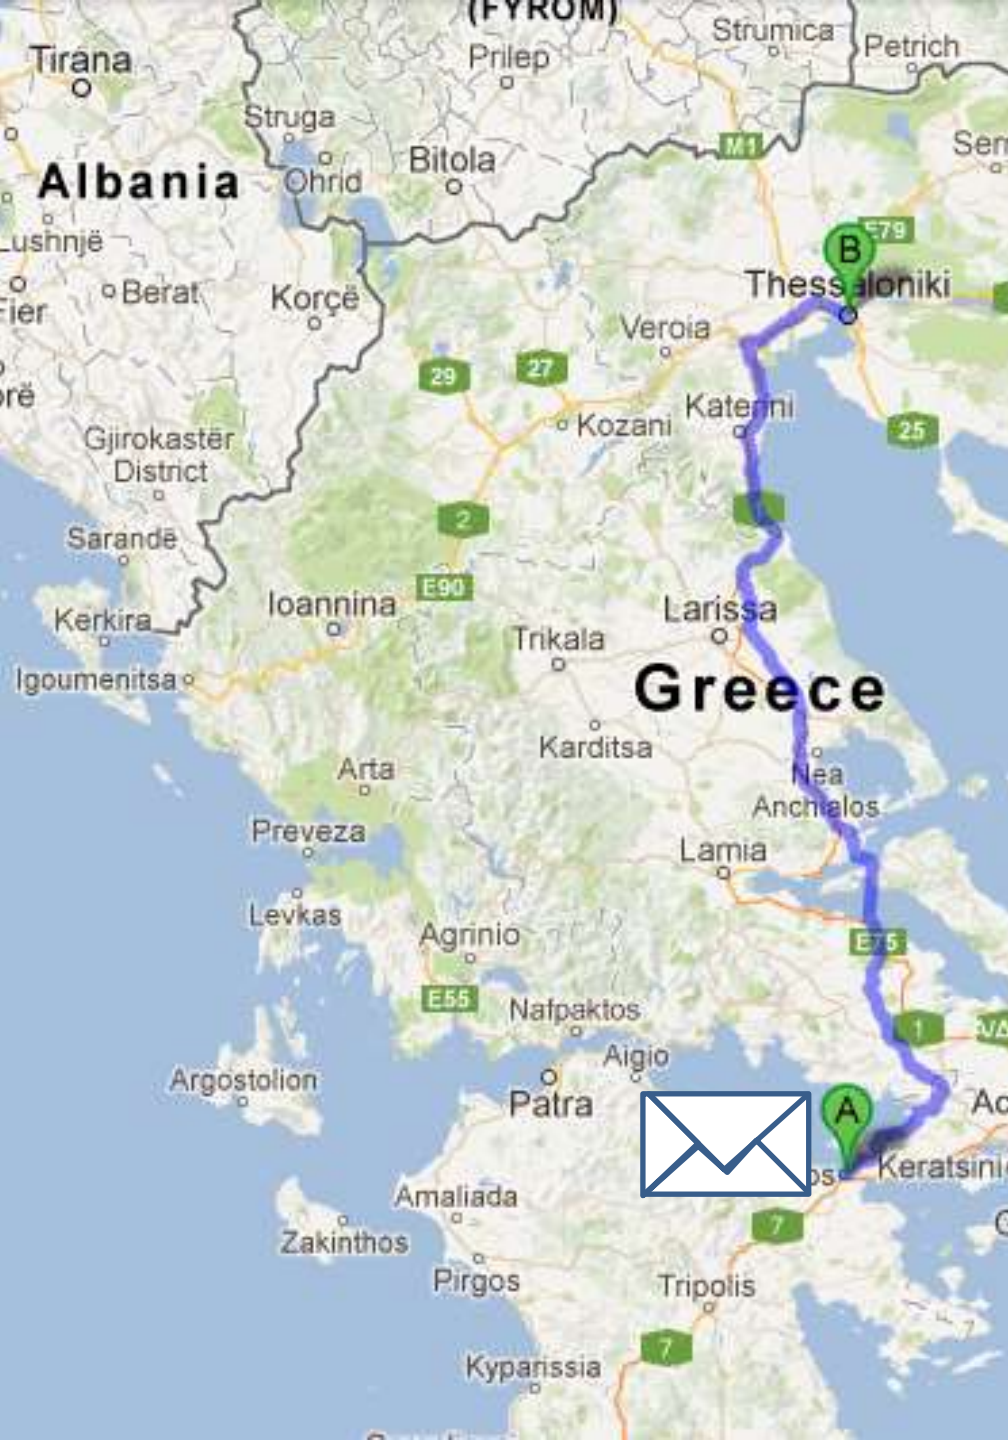 (FYROM)
Strumica
Petrich
Tirana
Prilep
Struga
M1
Bitola
Albania
Ohrid
Lushnjë
E79
B
Berat
Korçë
Thessaloniki
Fier
Veroia
29
27
Katerini
Kozani
25
Gjirokastër
District
2
Sarandë
E90
Ioannina
Larissa
Kerkira
Trikala
Igoumenitsa
Greece
Karditsa
Arta
Nea
Anchialos
Preveza
Lamia
Levkas
Agrinio
E75
E55
Nafpaktos
1
Aigio
Argostolion
Patra
A
Keratsini
Amaliada
Zakinthos
7
Pirgos
Tripolis
7
Kyparissia